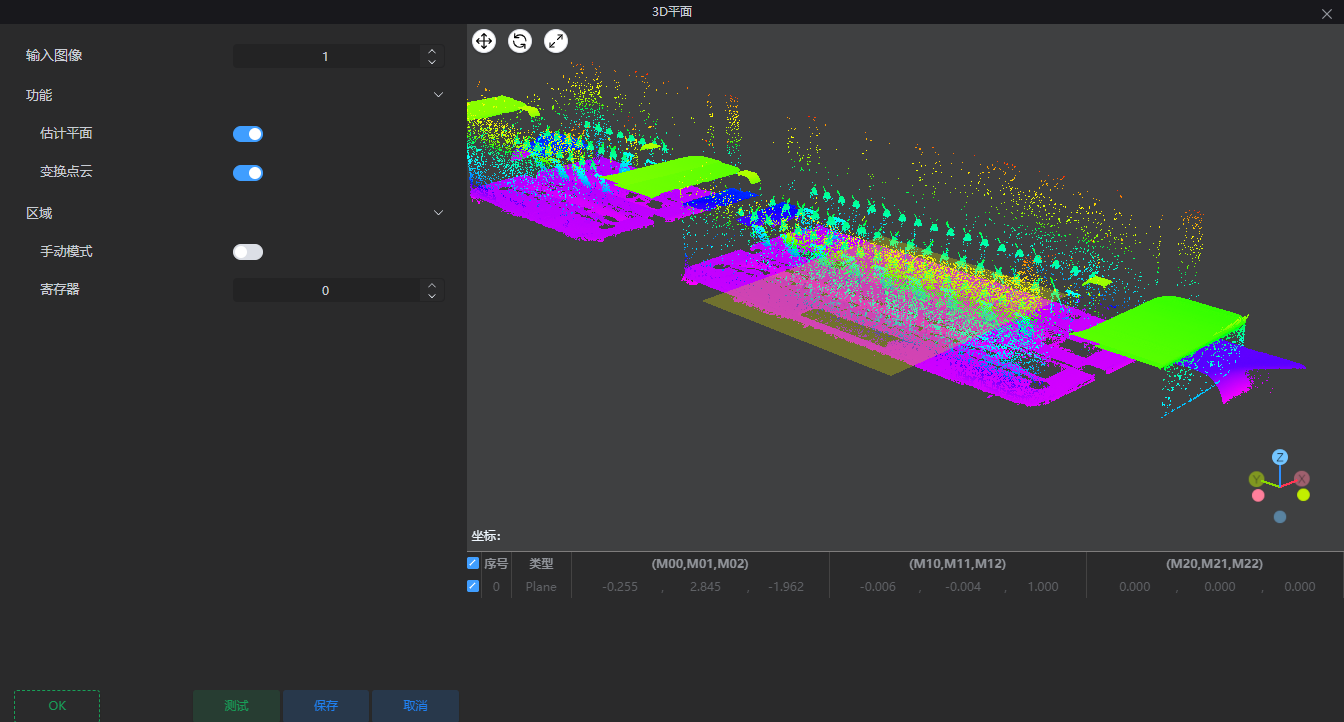 3D平面
输入图像 1
功能
估计平面
变换点云
区域
手动模式
寄存器 0
Z
Y X
坐标:
序号 类型 (M00,M01,M02) (M10,M11,M12) (M20,M21,M22)
0 Plane -0.255 , 2.845 , -1.962 -0.006 , -0.004 , 1.000 0.000 , 0.000 , 0.000
OK 测试 保存 取消